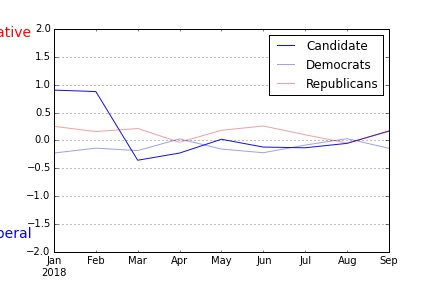 ative
peral
2.0
1.5
1.0
0.5
0.0
−0.5
−1.0
−1.5
−2.0
Candidate
Democrats
Republicans
Jan Feb Mar Apr May Jun Jul Aug Sep
2018